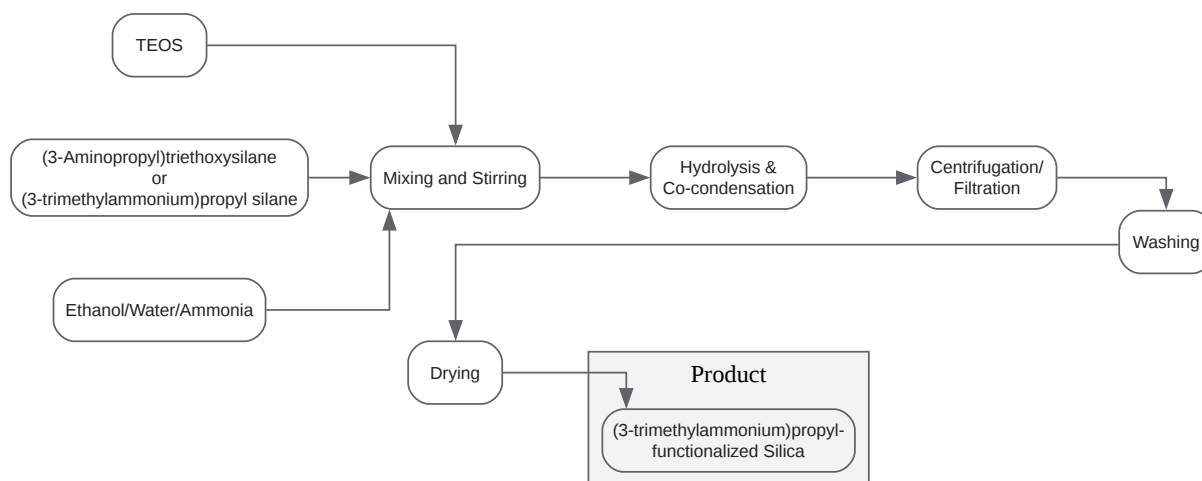 TEOS
(3-Aminopropyl)triethoxysilane
or
(3-trimethylammonium)propyl silane
Mixing and Stirring
Hydrolysis &
Co-condensation
Centrifugation/
Filtration
Washing
Ethanol/Water/Ammonia
Drying
Product
(3-trimethylammonium)propyl-
functionalized Silica